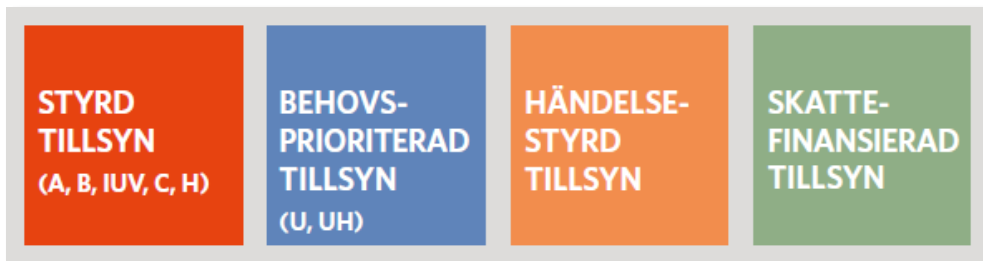 STYRD
TILLSYN
(A, B, IUV, C, H)
BEHOVS-
PRIORITERAD
TILLSYN
(U, UH)
HÄNDELSE-
STYRD
TILLSYN
SKATTE-
FINANSIERAD
TILLSYN